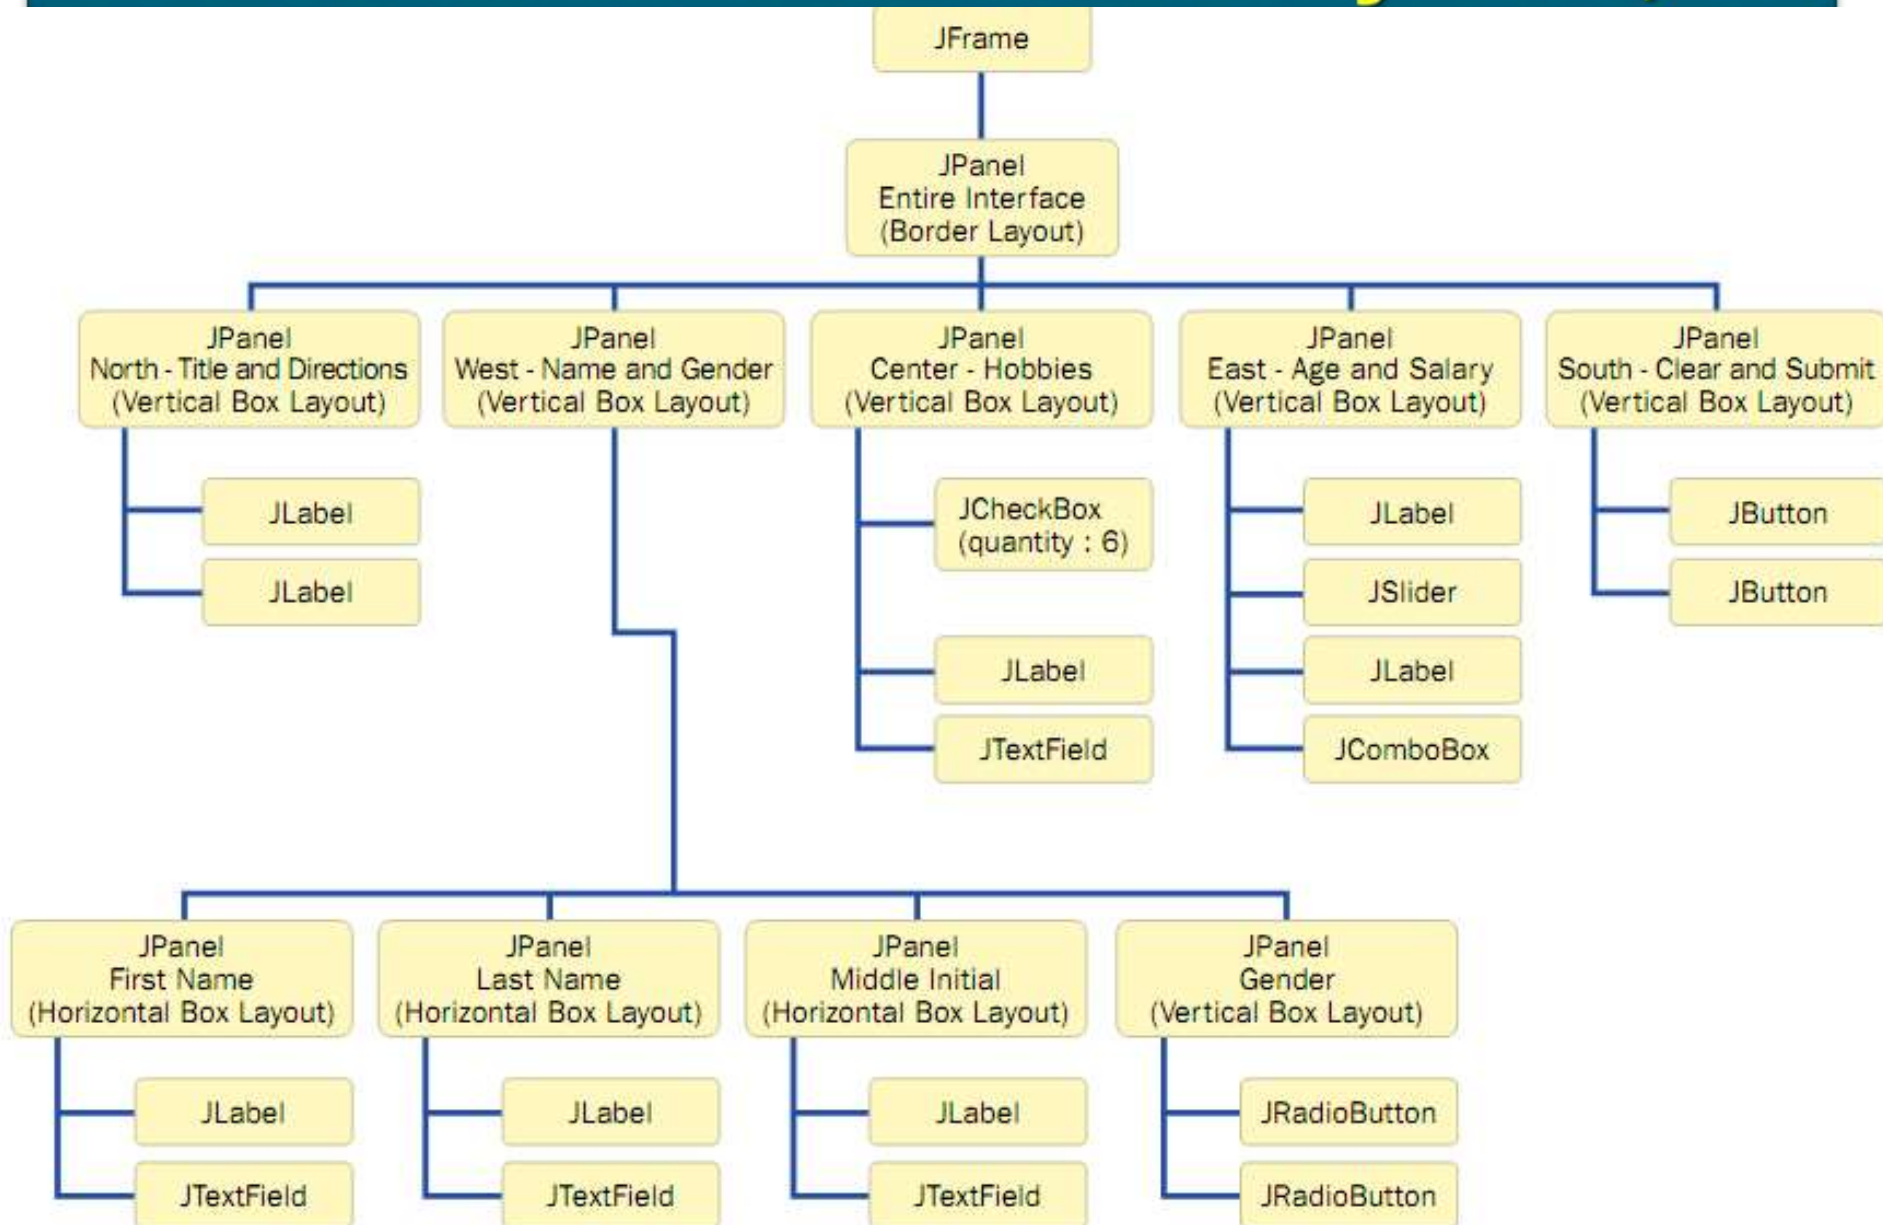 JFrame
JPanel
Entire Interface
(Border Layout)
JPanel
North - Title and Directions
(Vertical Box Layout)
JPanel
West - Name and Gender
(Vertical Box Layout)
JPanel
Center - Hobbies
(Vertical Box Layout)
JPanel
East - Age and Salary
(Vertical Box Layout)
JPanel
South - Clear and Submit
(Vertical Box Layout)
JLabel
JLabel
JCheckBox
(quantity : 6)
JLabel
JTextField
JLabel
JSlider
JLabel
JComboBox
JButton
JButton
JPanel
First Name
(Horizontal Box Layout)
JPanel
Last Name
(Horizontal Box Layout)
JPanel
Middle Initial
(Horizontal Box Layout)
JPanel
Gender
(Vertical Box Layout)
JLabel
JTextField
JLabel
JTextField
JLabel
JTextField
JRadioButton
JRadioButton